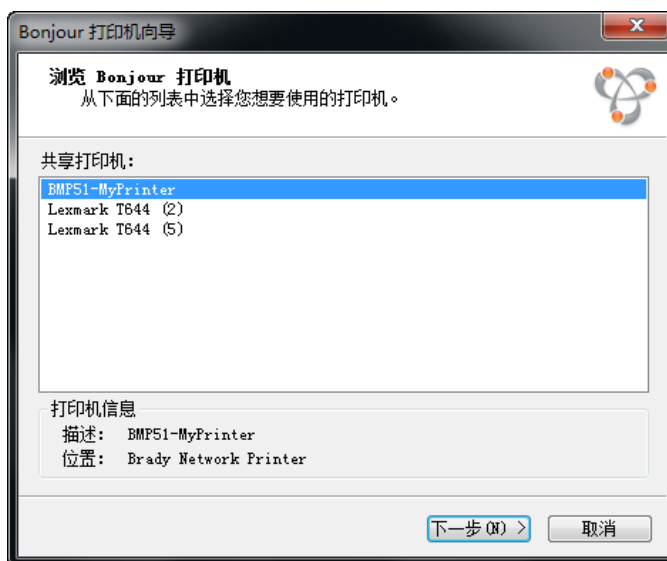 Bonjour 打印机向导
浏览 Bonjour 打印机
从下面的列表中选择您想要使用的打印机。
共享打印机：
BMP51-MyPrinter
Lexmark T644 (2)
Lexmark T644 (5)
打印机信息
描述： BMP51-MyPrinter
位置： Brady Network Printer
下一步(N) > 取消